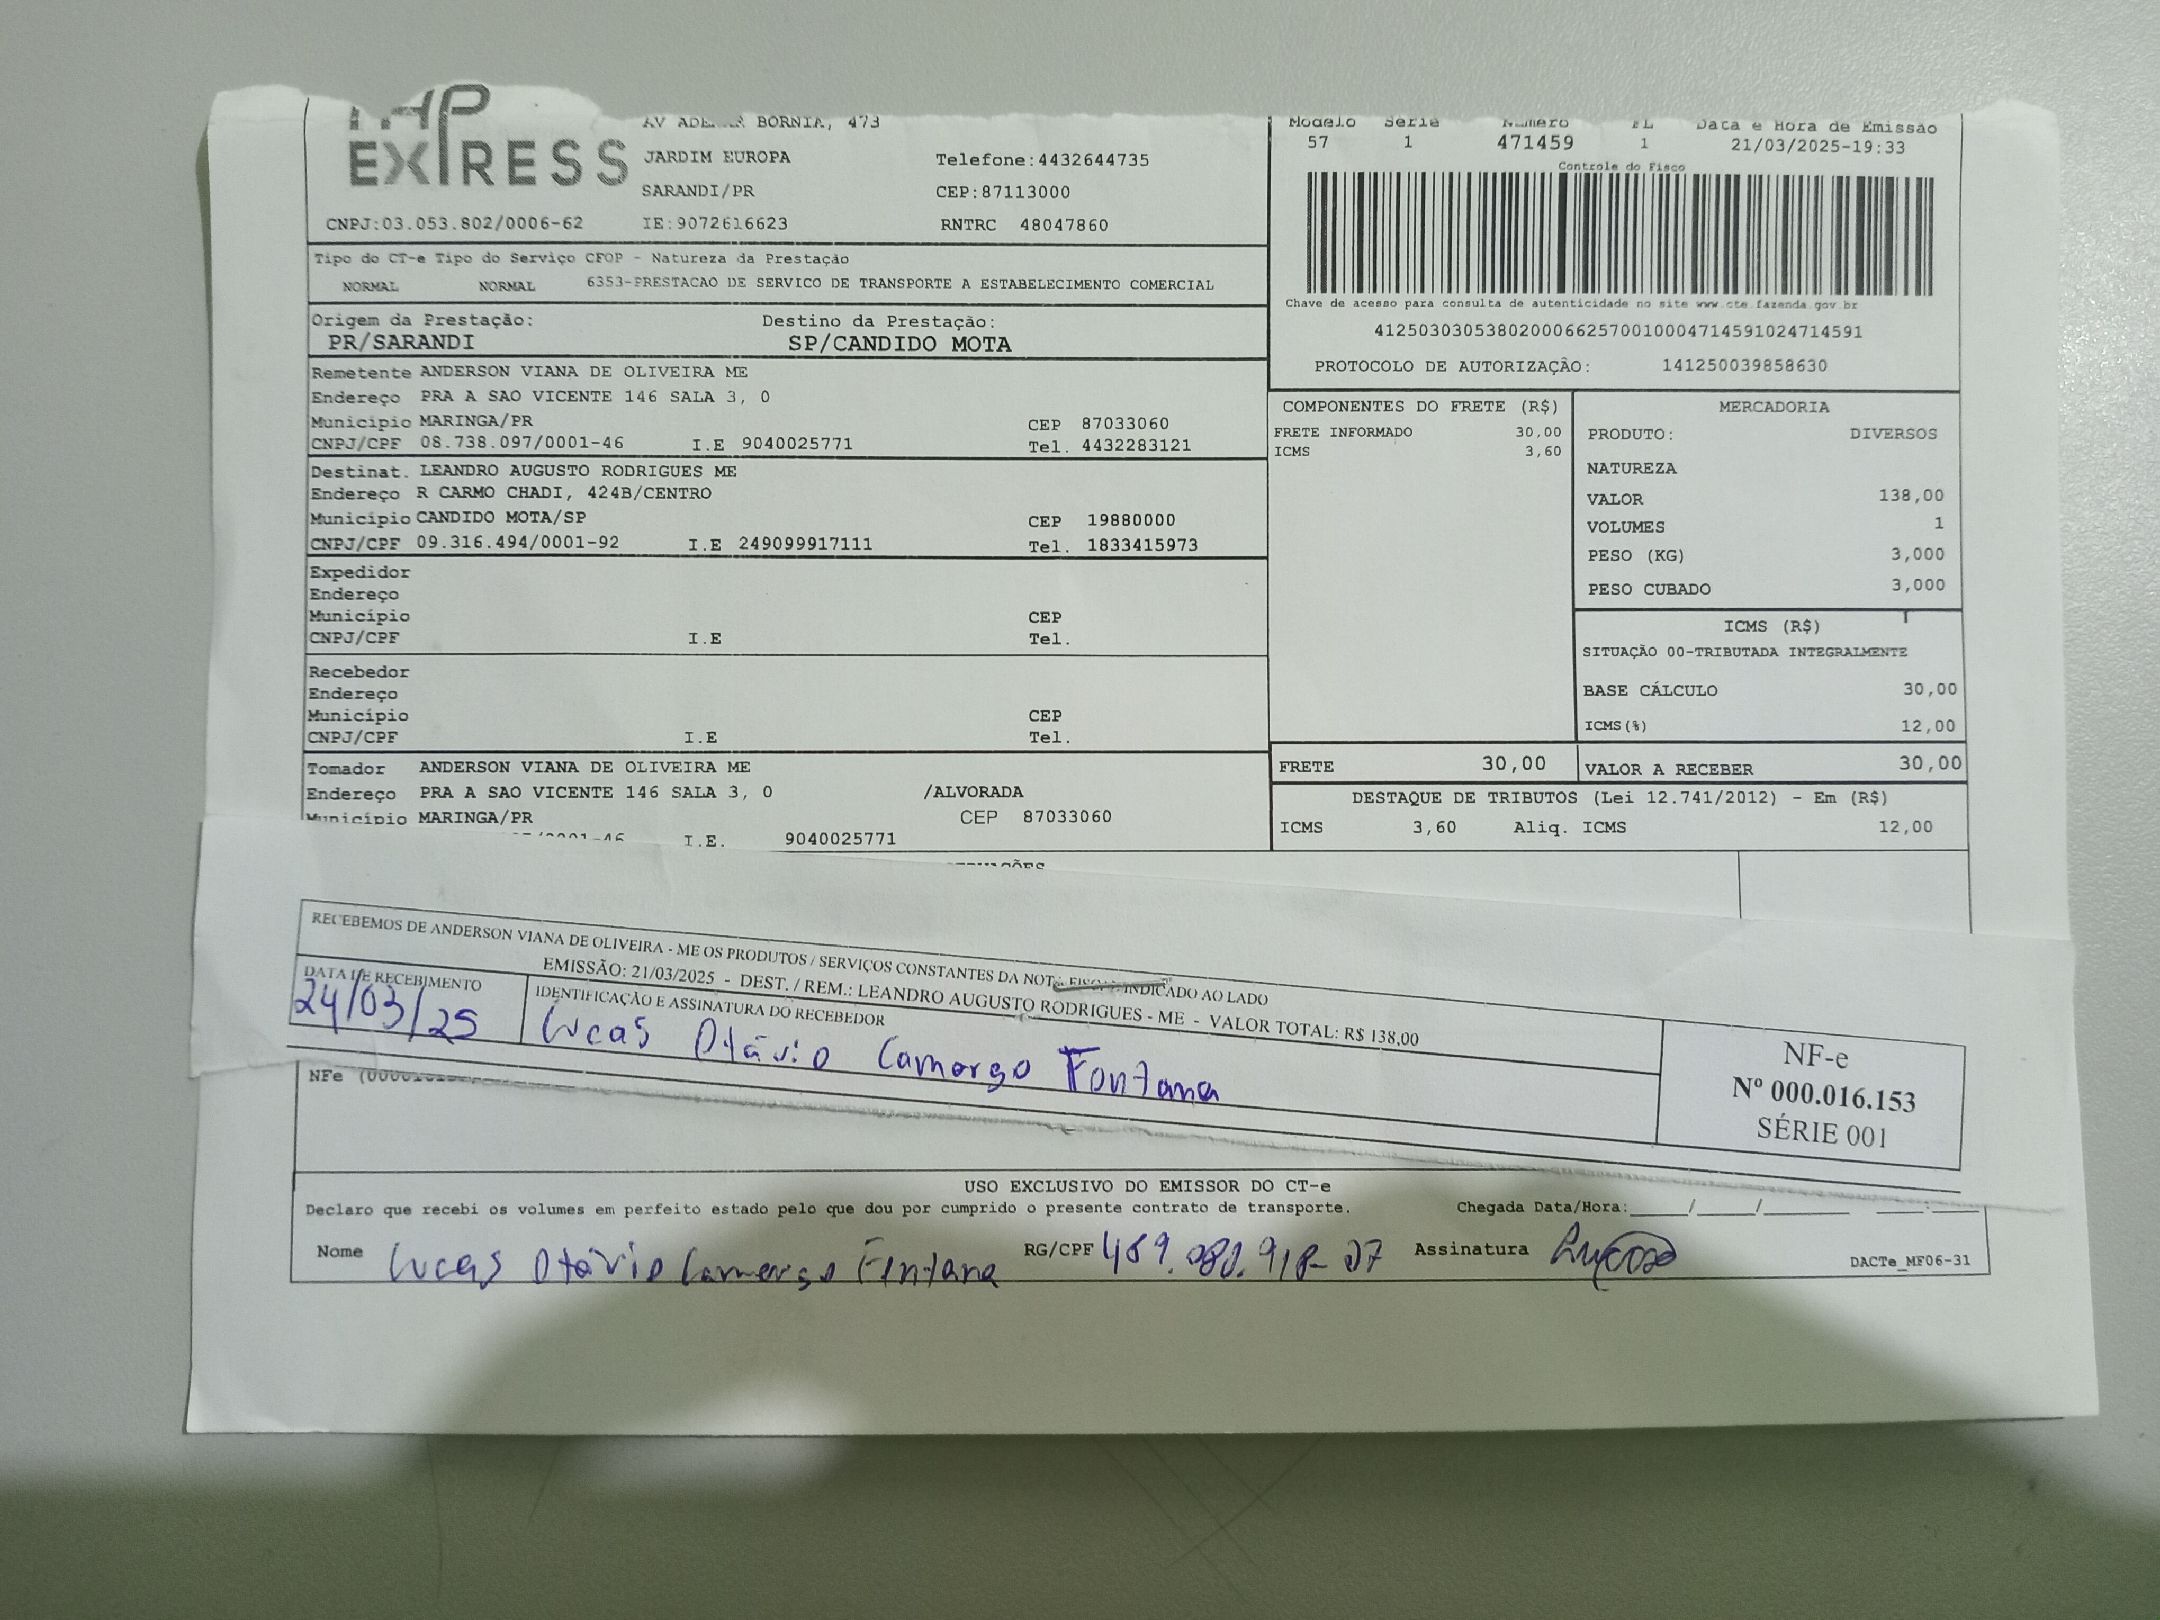 EXPRESS
BORNIA, 473
JARDIM EUROPA Telefone:4432644735
SARANDI/PR CEP:87113000
CNPJ:03.053.802/0006-62 IE:9072616623 RNTRC 48047860
Modelo Serie Número FL Data e Hora de Emissão
57 1 471459 1 21/03/2025-19:33
Controle do Fisco
Chave de acesso para consulta de autenticidade no site www.cte.fazenda.gov.br
41250303053802000662570010004714591024714591
PROTOCOLO DE AUTORIZAÇÃO: 141250039858630
Tipo do CT-e Tipo do Serviço CFOP - Natureza da Prestação
NORMAL NORMAL 6353-PRESTACAO DE SERVICO DE TRANSPORTE A ESTABELECIMENTO COMERCIAL
Origem da Prestação: Destino da Prestação:
PR/SARANDI SP/CANDIDO MOTA
Remetente ANDERSON VIANA DE OLIVEIRA ME
Endereço PRA A SAO VICENTE 146 SALA 3, 0
Município MARINGA/PR CEP 87033060
CNPJ/CPF 08.738.097/0001-46 I.E 9040025771 Tel. 4432283121
Destinat. LEANDRO AUGUSTO RODRIGUES ME
Endereço R CARMO CHADI, 424B/CENTRO
Município CANDIDO MOTA/SP CEP 19880000
CNPJ/CPF 09.316.494/0001-92 I.E 249099917111 Tel. 1833415973
Expedidor
Endereço
Município CEP
CNPJ/CPF I.E Tel.
Recebedor
Endereço
Município CEP
CNPJ/CPF I.E Tel.
Tomador ANDERSON VIANA DE OLIVEIRA ME
Endereço PRA A SAO VICENTE 146 SALA 3, 0 /ALVORADA
Município MARINGA/PR CEP 87033060
I.E. 9040025771
COMPONENTES DO FRETE (R$)
FRETE INFORMADO 30,00
ICMS 3,60
MERCADORIA
PRODUTO: DIVERSOS
NATUREZA
VALOR 138,00
VOLUMES 1
PESO (KG) 3,000
PESO CUBADO 3,000
ICMS (R$)
SITUAÇÃO 00-TRIBUTADA INTEGRALMENTE
BASE CÁLCULO 30,00
ICMS(%) 12,00
FRETE 30,00 VALOR A RECEBER 30,00
DESTAQUE DE TRIBUTOS (Lei 12.741/2012) - Em (R$)
ICMS 3,60 Aliq. ICMS 12,00
RECEBEMOS DE ANDERSON VIANA DE OLIVEIRA - ME OS PRODUTOS / SERVIÇOS CONSTANTES DA INDICADO AO LADO
EMISSÃO: 21/03/2025 - DEST. / REM.: LEANDRO AUGUSTO RODRIGUES - ME - VALOR TOTAL: R$ 138,00
DATA DE RECEBIMENTO IDENTIFICAÇÃO E ASSINATURA DO RECEBEDOR
24/03/25 Lucas Otávio Camargo Fontana
NF-e
Nº 000.016.153
SÉRIE 001
NFe
USO EXCLUSIVO DO EMISSOR DO CT-e
Declaro que recebi os volumes em perfeito estado pelo que dou por cumprido o presente contrato de transporte. Chegada Data/Hora:_____/_____/________ ____:____
Nome Lucas Otávio Camargo Fontana RG/CPF Assinatura
DACTe_MF06-31